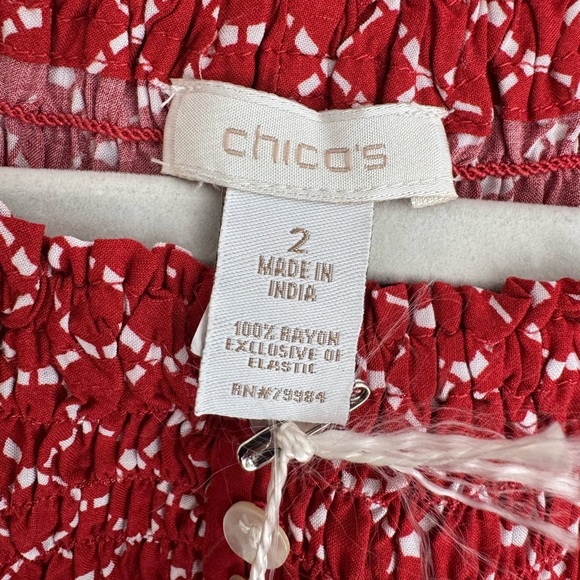 chico's
2
MADE IN
INDIA
100% RAYON
EXCLUSIVE OF
ELASTIC
RN#79984